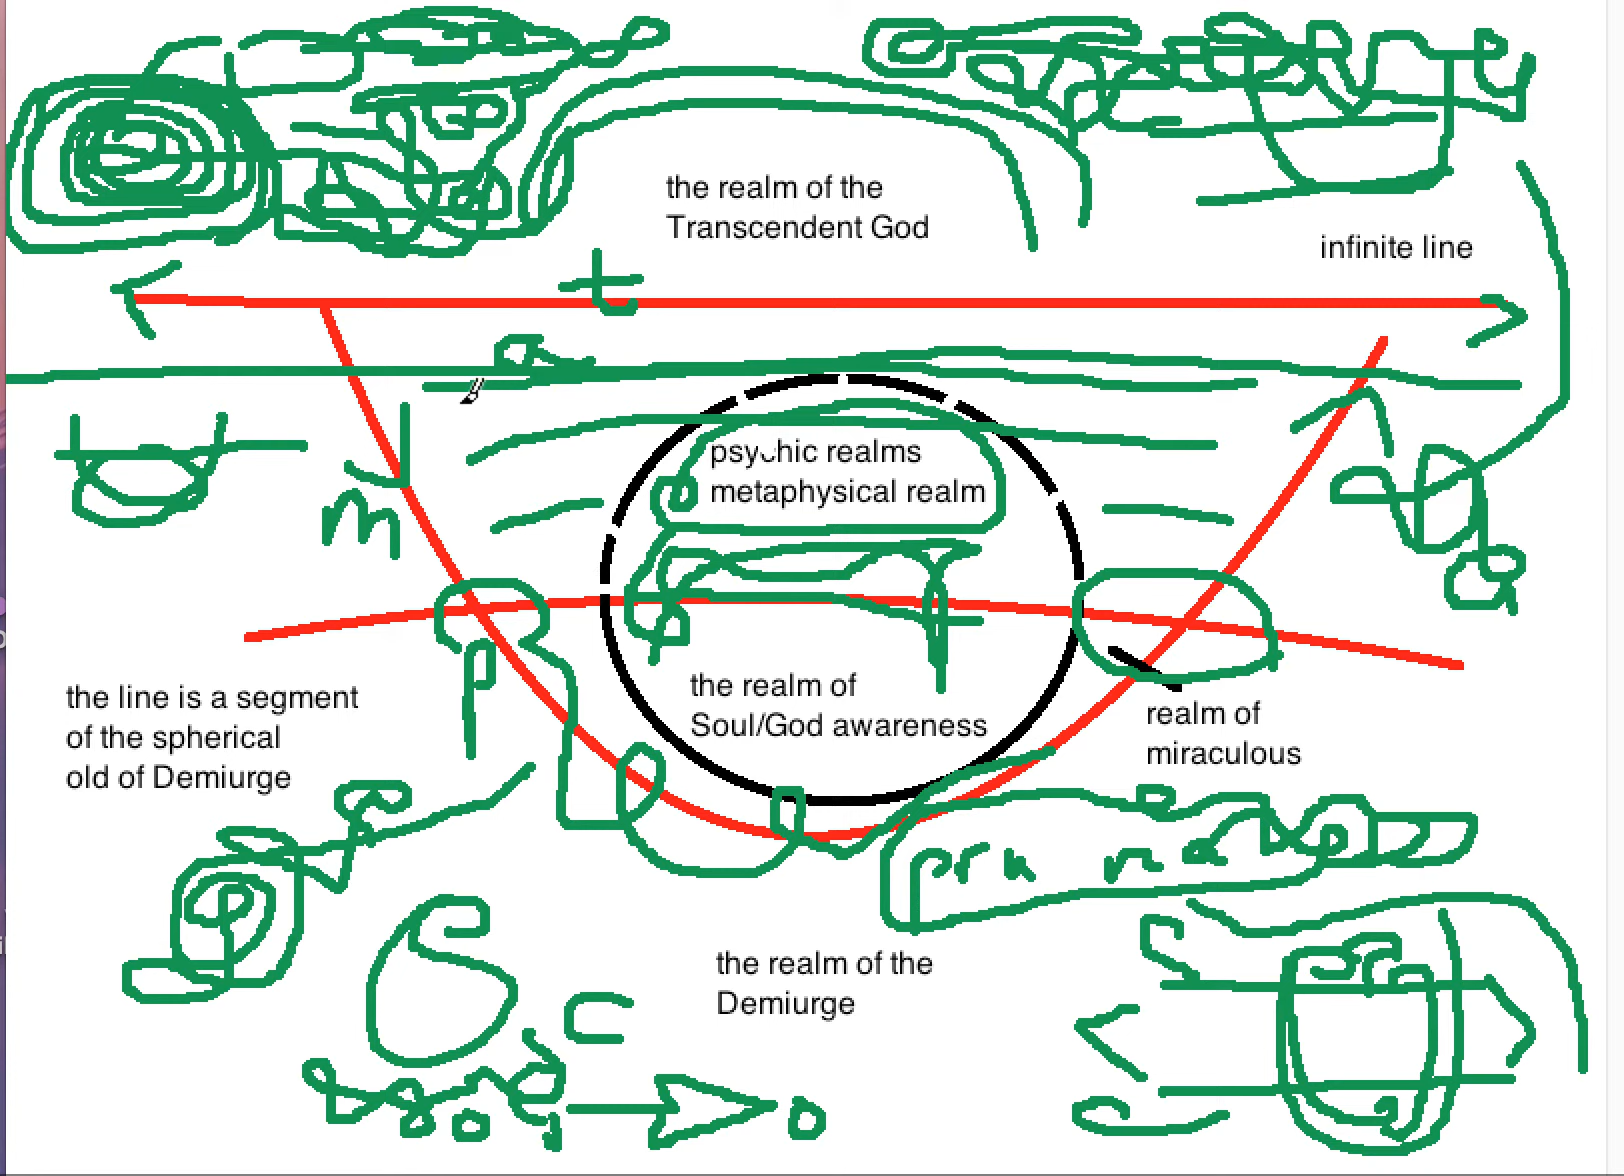 the realm of the
Transcendent God
infinite line
t
psychic realms
metaphysical realm
m
the realm of
Soul/God awareness
the line is a segment
of the spherical
old of Demiurge
realm of
miraculous
the realm of the
Demiurge